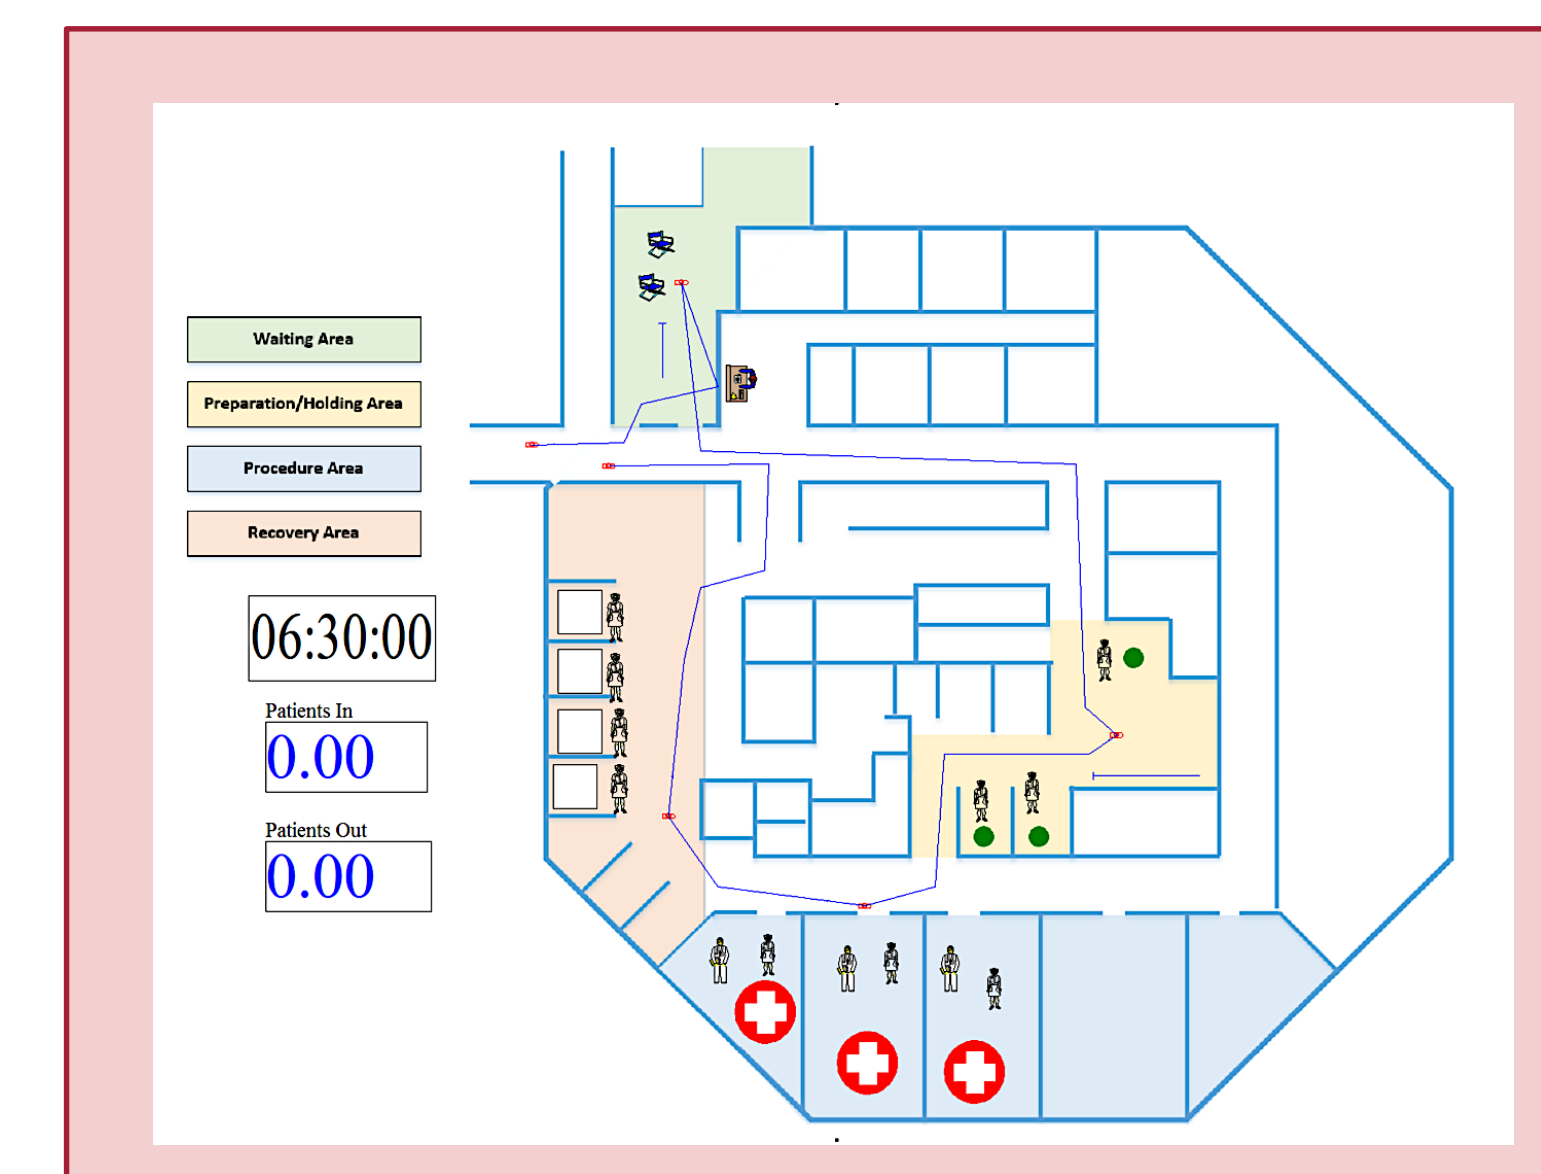 Waiting Area
Preparation/Holding Area
Procedure Area
Recovery Area
06:30:00
Patients In
0.00
Patients Out
0.00